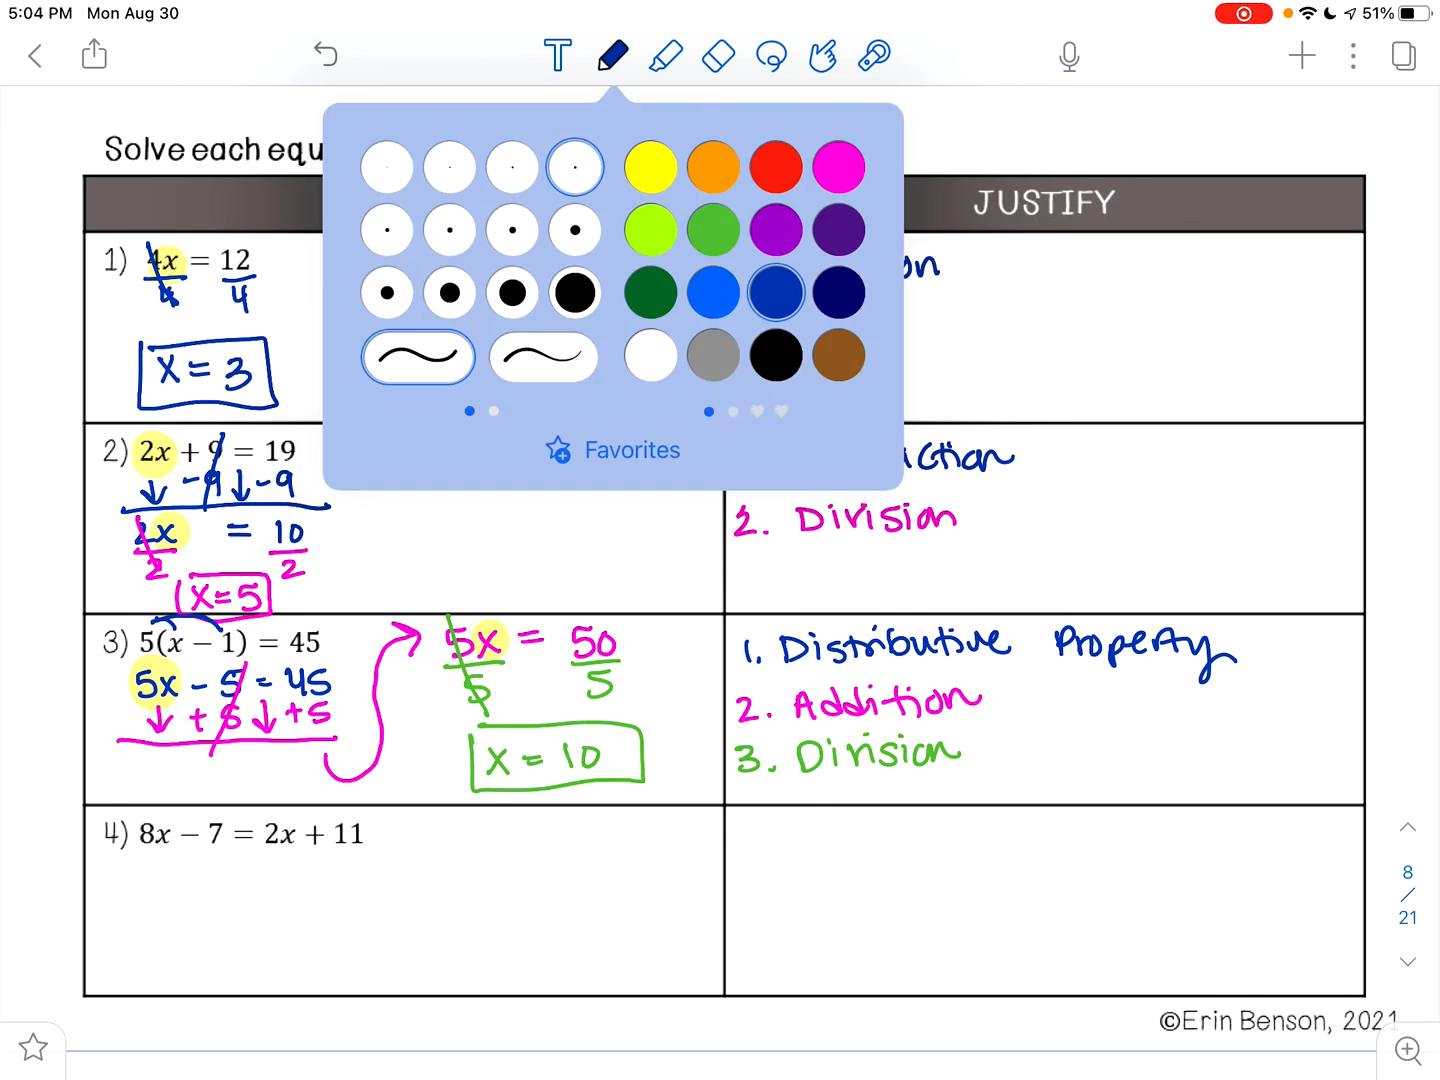 5:04 PM Mon Aug 30
51%
T
Solve each equ
JUSTIFY
1) 4x = 12
4 4
x = 3
on
2) 2x + 9 = 19
-9 -9
2x = 10
2 2
x=5
ction
2. Division
3) 5(x − 1) = 45
5x - 5 = 45
+ 5 +5
5x = 50
5 5
x = 10
1. Distributive Property
2. Addition
3. Division
4) 8x − 7 = 2x + 11
Favorites
8
/
21
©Erin Benson, 2021